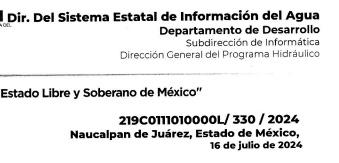 Dir. Del Sistema Estatal de Información del Agua
Departamento de Desarrollo
Subdirección de Informática
Dirección General del Programa Hidráulico
Estado Libre y Soberano de México"
219C0111010000L/ 330 / 2024
Naucalpan de Juárez, Estado de México,
16 de julio de 2024